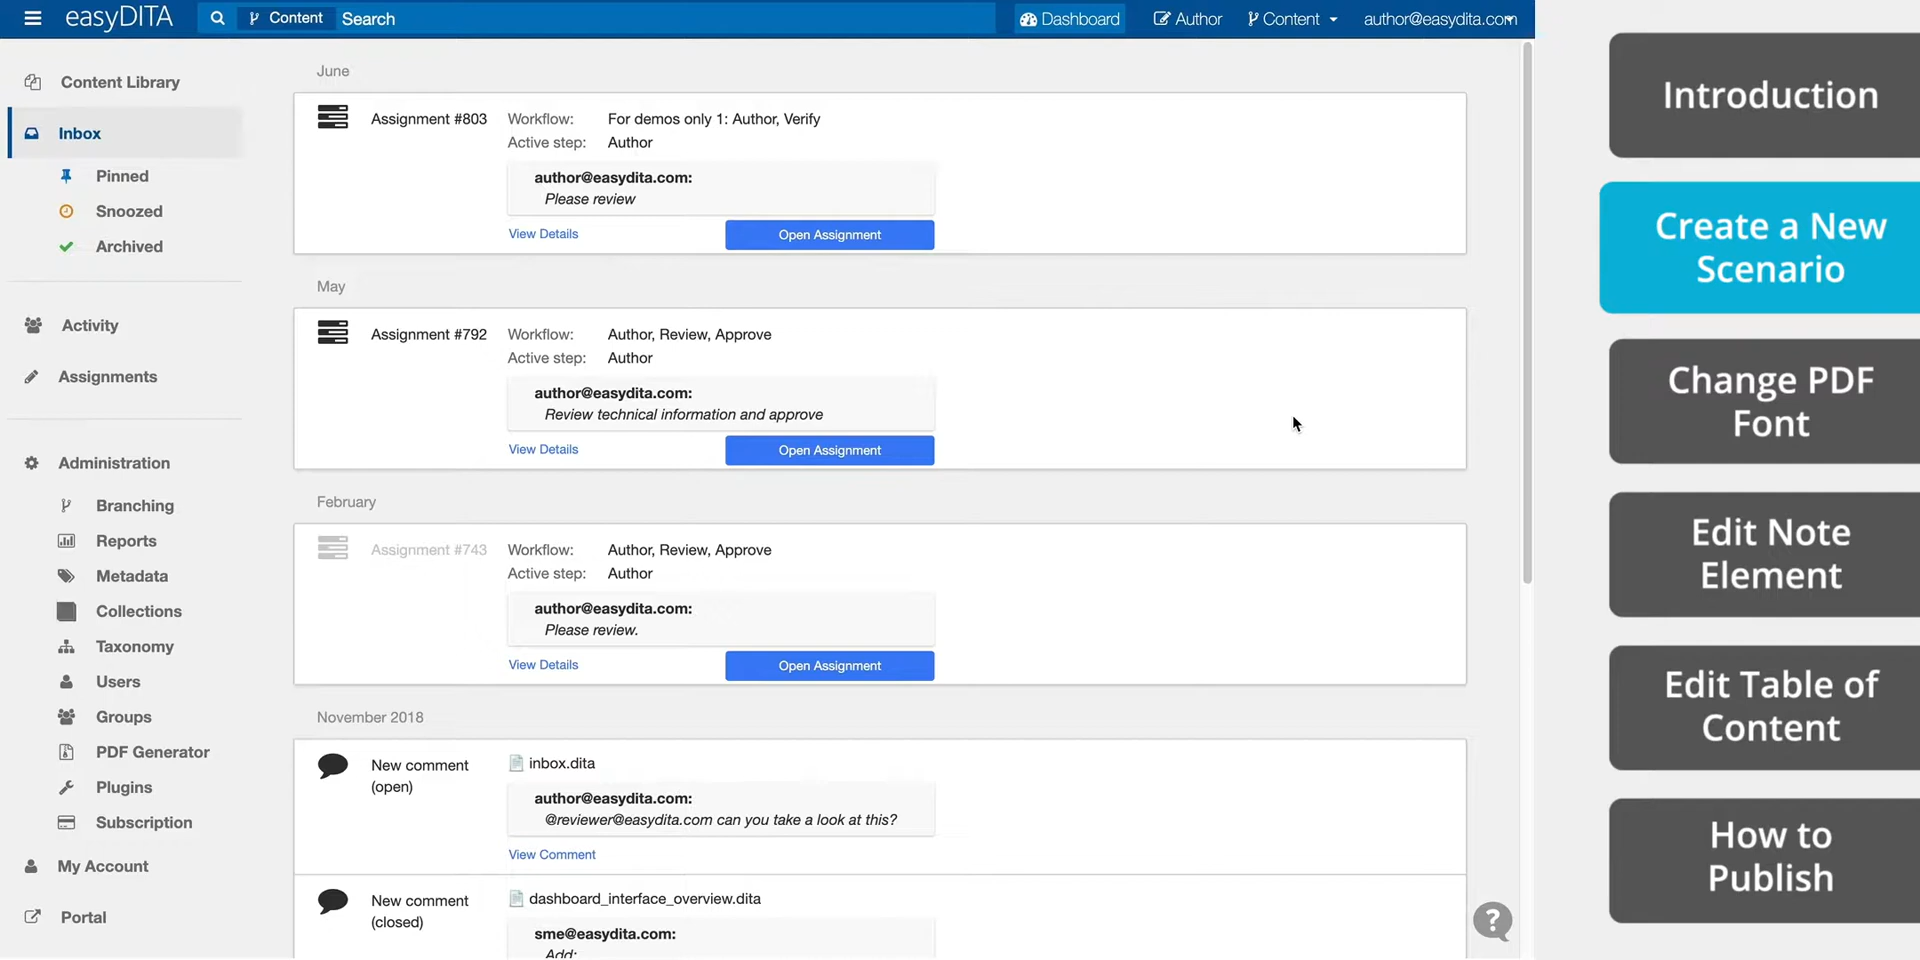 easyDITA
Content
Search
Dashboard
Author
Content
author@easydita.com
Content Library
Inbox
Pinned
Snoozed
Archived
Activity
Assignments
Administration
Branching
Reports
Metadata
Collections
Taxonomy
Users
Groups
PDF Generator
Plugins
Subscription
My Account
Portal
June
Assignment #803
Workflow: For demos only 1: Author, Verify
Active step: Author
author@easydita.com:
Please review
View Details
Open Assignment
May
Assignment #792
Workflow: Author, Review, Approve
Active step: Author
author@easydita.com:
Review technical information and approve
View Details
Open Assignment
February
Assignment #743
Workflow: Author, Review, Approve
Active step: Author
author@easydita.com:
Please review.
View Details
Open Assignment
November 2018
New comment
(open)
inbox.dita
author@easydita.com:
@reviewer@easydita.com can you take a look at this?
View Comment
New comment
(closed)
dashboard_interface_overview.dita
sme@easydita.com:
Add:
?
Introduction
Create a New
Scenario
Change PDF
Font
Edit Note
Element
Edit Table of
Content
How to
Publish